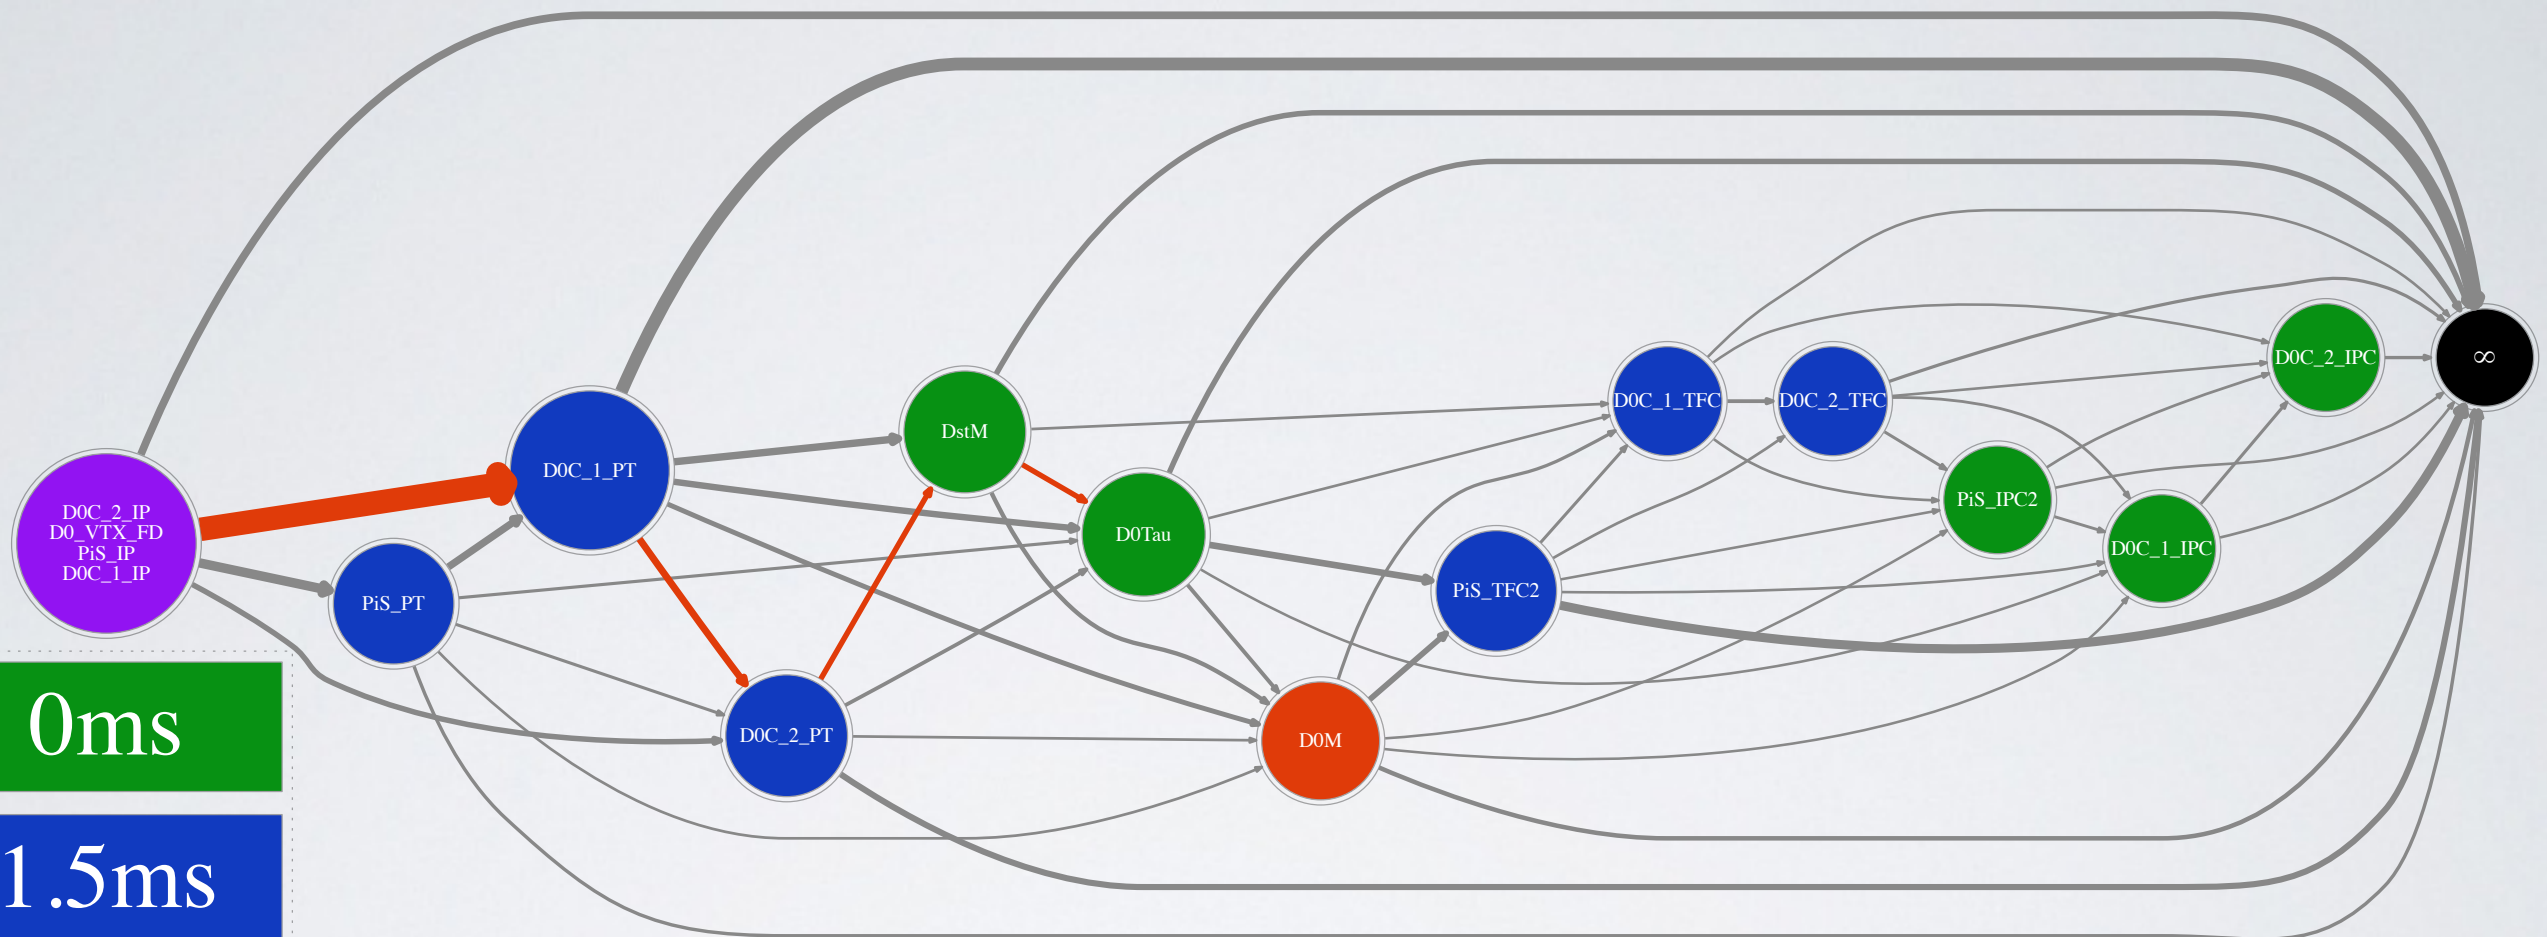 D0C_2_IP
D0_VTX_FD
PiS_IP
D0C_1_IP
PiS_PT
D0C_1_PT
D0C_2_PT
DstM
D0Tau
D0M
PiS_TFC2
D0C_1_TFC
D0C_2_TFC
PiS_IPC2
D0C_1_IPC
D0C_2_IPC
∞
0ms
1.5ms